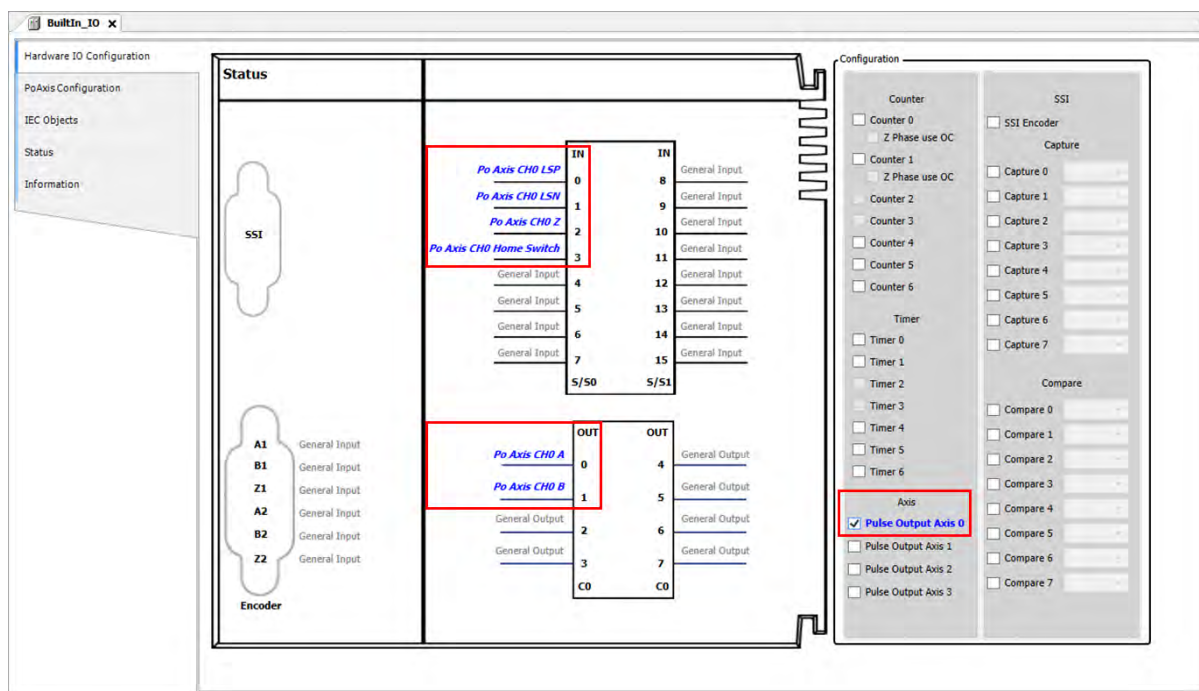 BuiltIn_IO X
Hardware IO Configuration
PoAxis Configuration
IEC Objects
Status
Information
Status
SSI
A1 General Input
B1 General Input
Z1 General Input
A2 General Input
B2 General Input
Z2 General Input
Encoder
IN IN
Po Axis CH0 LSP 0 8 General Input
Po Axis CH0 LSN 1 9 General Input
Po Axis CH0 Z 2 10 General Input
Po Axis CH0 Home Switch 3 11 General Input
General Input 4 12 General Input
General Input 5 13 General Input
General Input 6 14 General Input
General Input 7 15 General Input
S/S0 S/S1
OUT OUT
Po Axis CH0 A 0 4 General Output
Po Axis CH0 B 1 5 General Output
General Output 2 6 General Output
General Output 3 7 General Output
C0 C0
Configuration
Counter
Counter 0
Z Phase use OC
Counter 1
Z Phase use OC
Counter 2
Counter 3
Counter 4
Counter 5
Counter 6
Timer
Timer 0
Timer 1
Timer 2
Timer 3
Timer 4
Timer 5
Timer 6
Axis
Pulse Output Axis 0
Pulse Output Axis 1
Pulse Output Axis 2
Pulse Output Axis 3
SSI
SSI Encoder
Capture
Capture 0
Capture 1
Capture 2
Capture 3
Capture 4
Capture 5
Capture 6
Capture 7
Compare
Compare 0
Compare 1
Compare 2
Compare 3
Compare 4
Compare 5
Compare 6
Compare 7